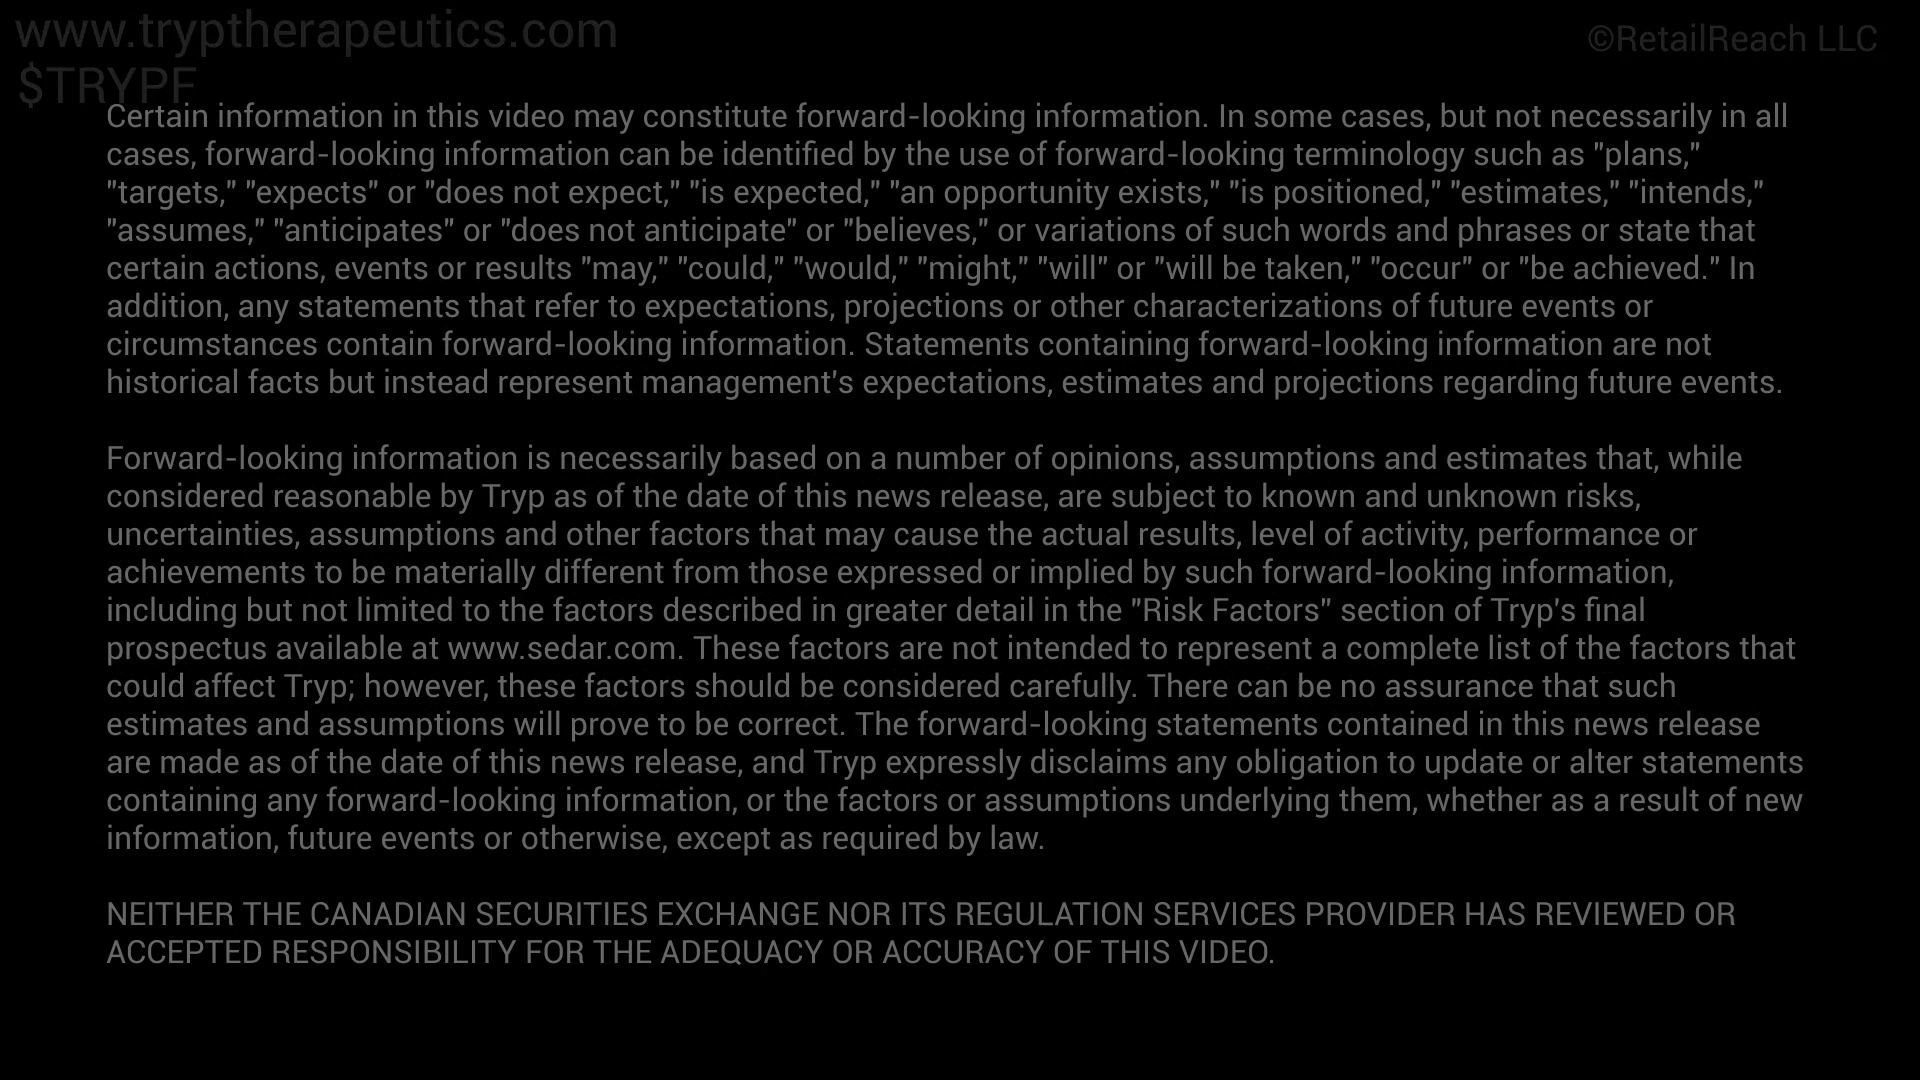 www.tryptherapeutics.com
©RetailReach LLC
$TRYPF
Certain information in this video may constitute forward-looking information. In some cases, but not necessarily in all
cases, forward-looking information can be identified by the use of forward-looking terminology such as "plans,"
"targets," "expects" or "does not expect," "is expected," "an opportunity exists," "is positioned," "estimates," "intends,"
"assumes," "anticipates" or "does not anticipate" or "believes," or variations of such words and phrases or state that
certain actions, events or results "may," "could," "would," "might," "will" or "will be taken," "occur" or "be achieved." In
addition, any statements that refer to expectations, projections or other characterizations of future events or
circumstances contain forward-looking information. Statements containing forward-looking information are not
historical facts but instead represent management's expectations, estimates and projections regarding future events.
Forward-looking information is necessarily based on a number of opinions, assumptions and estimates that, while
considered reasonable by Tryp as of the date of this news release, are subject to known and unknown risks,
uncertainties, assumptions and other factors that may cause the actual results, level of activity, performance or
achievements to be materially different from those expressed or implied by such forward-looking information,
including but not limited to the factors described in greater detail in the "Risk Factors" section of Tryp's final
prospectus available at www.sedar.com. These factors are not intended to represent a complete list of the factors that
could affect Tryp; however, these factors should be considered carefully. There can be no assurance that such
estimates and assumptions will prove to be correct. The forward-looking statements contained in this news release
are made as of the date of this news release, and Tryp expressly disclaims any obligation to update or alter statements
containing any forward-looking information, or the factors or assumptions underlying them, whether as a result of new
information, future events or otherwise, except as required by law.
NEITHER THE CANADIAN SECURITIES EXCHANGE NOR ITS REGULATION SERVICES PROVIDER HAS REVIEWED OR
ACCEPTED RESPONSIBILITY FOR THE ADEQUACY OR ACCURACY OF THIS VIDEO.